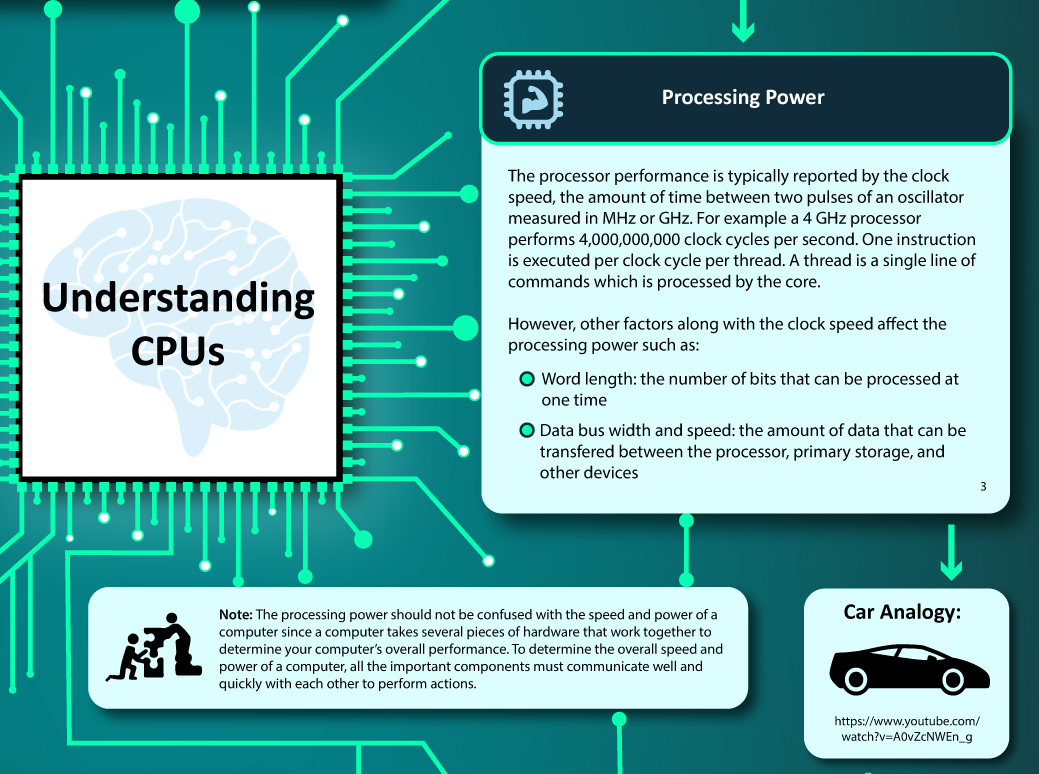 Processing Power
The processor performance is typically reported by the clock
speed, the amount of time between two pulses of an oscillator
measured in MHz or GHz. For example a 4 GHz processor
performs 4,000,000,000 clock cycles per second. One instruction
is executed per clock cycle per thread. A thread is a single line of
commands which is processed by the core.
However, other factors along with the clock speed affect the
processing power such as:
Word length: the number of bits that can be processed at
one time
Data bus width and speed: the amount of data that can be
transfered between the processor, primary storage, and
other devices
3
Understanding
CPUs
Note: The processing power should not be confused with the speed and power of a
computer since a computer takes several pieces of hardware that work together to
determine your computer's overall performance. To determine the overall speed and
power of a computer, all the important components must communicate well and
quickly with each other to perform actions.
Car Analogy:
https://www.youtube.com/
watch?v=A0vZcNWEn_g